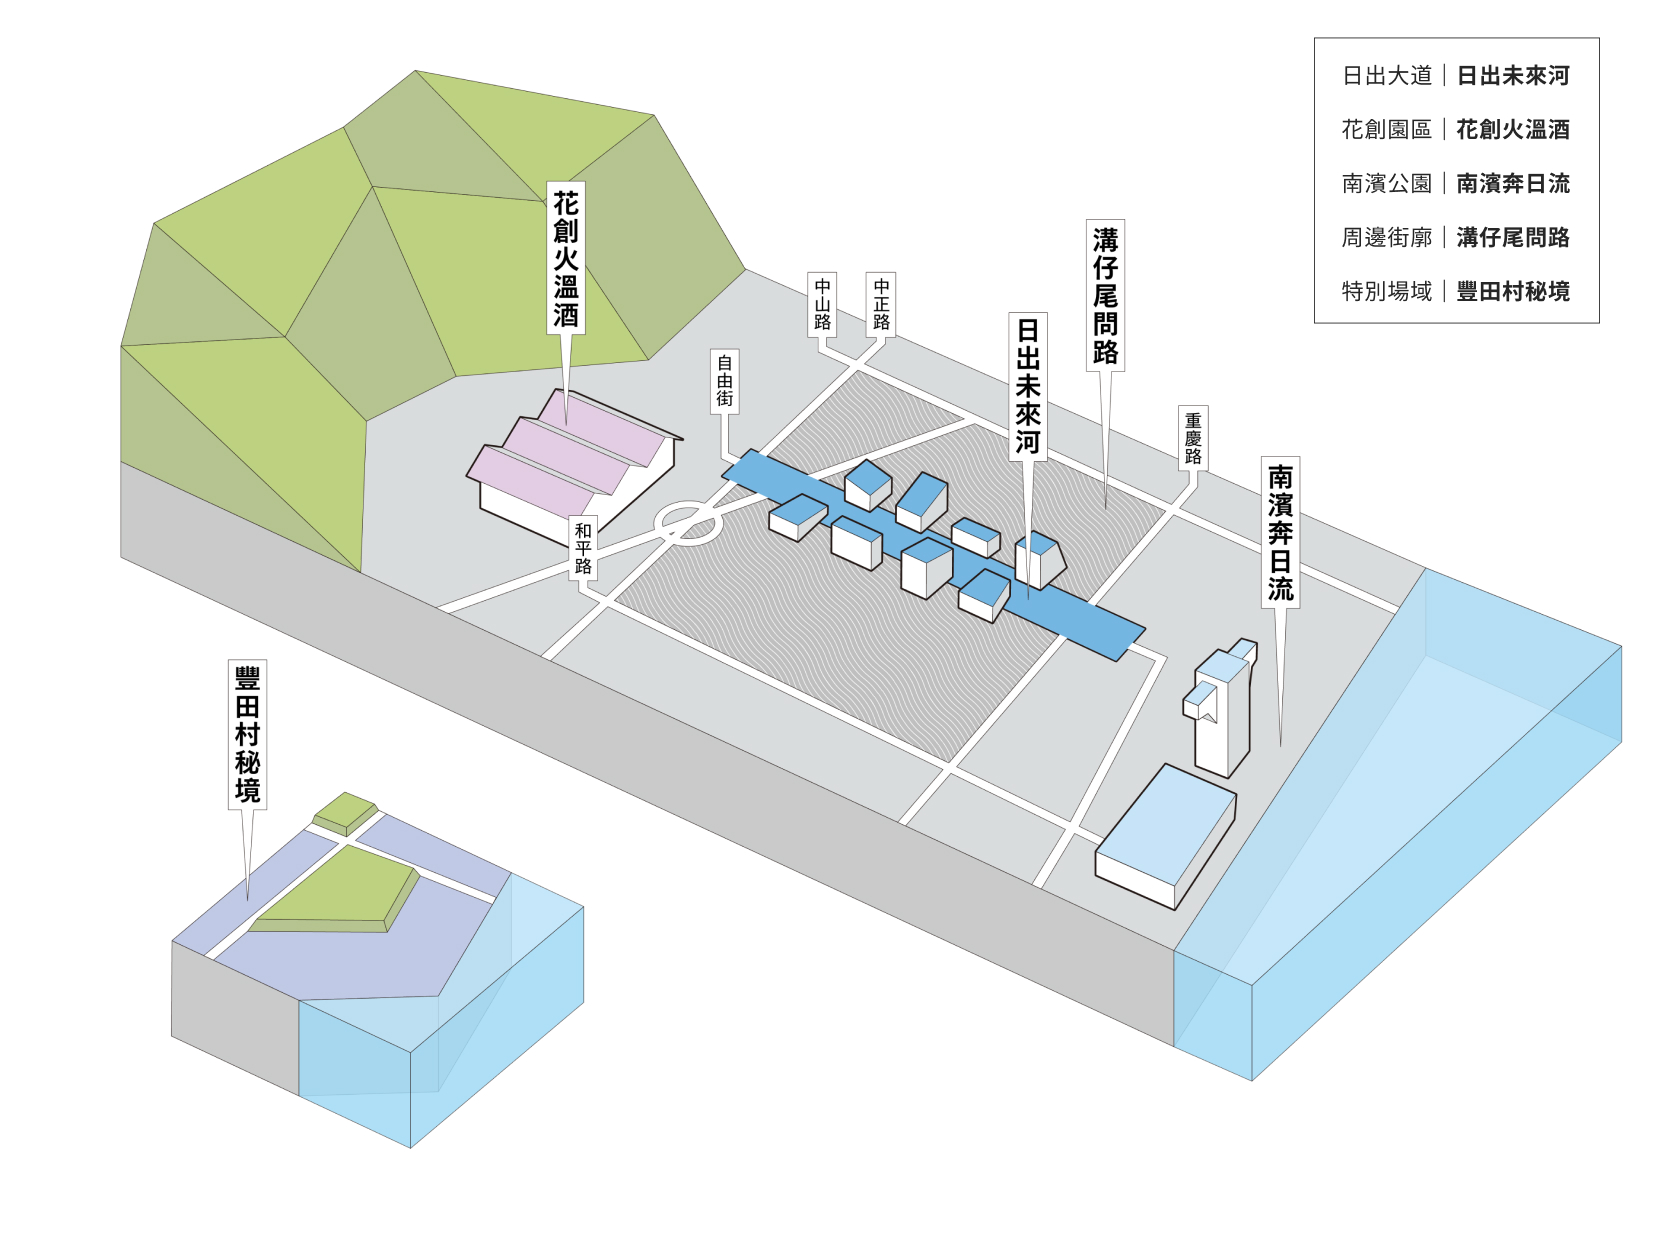 日出大道｜日出未來河
花創園區｜花創火溫酒
南濱公園｜南濱奔日流
周邊街廓｜溝仔尾問路
特別場域｜豐田村秘境
花創火溫酒
溝仔尾問路
中山路
中正路
日出未來河
自由街
重慶路
南濱奔日流
和平路
豐田村秘境